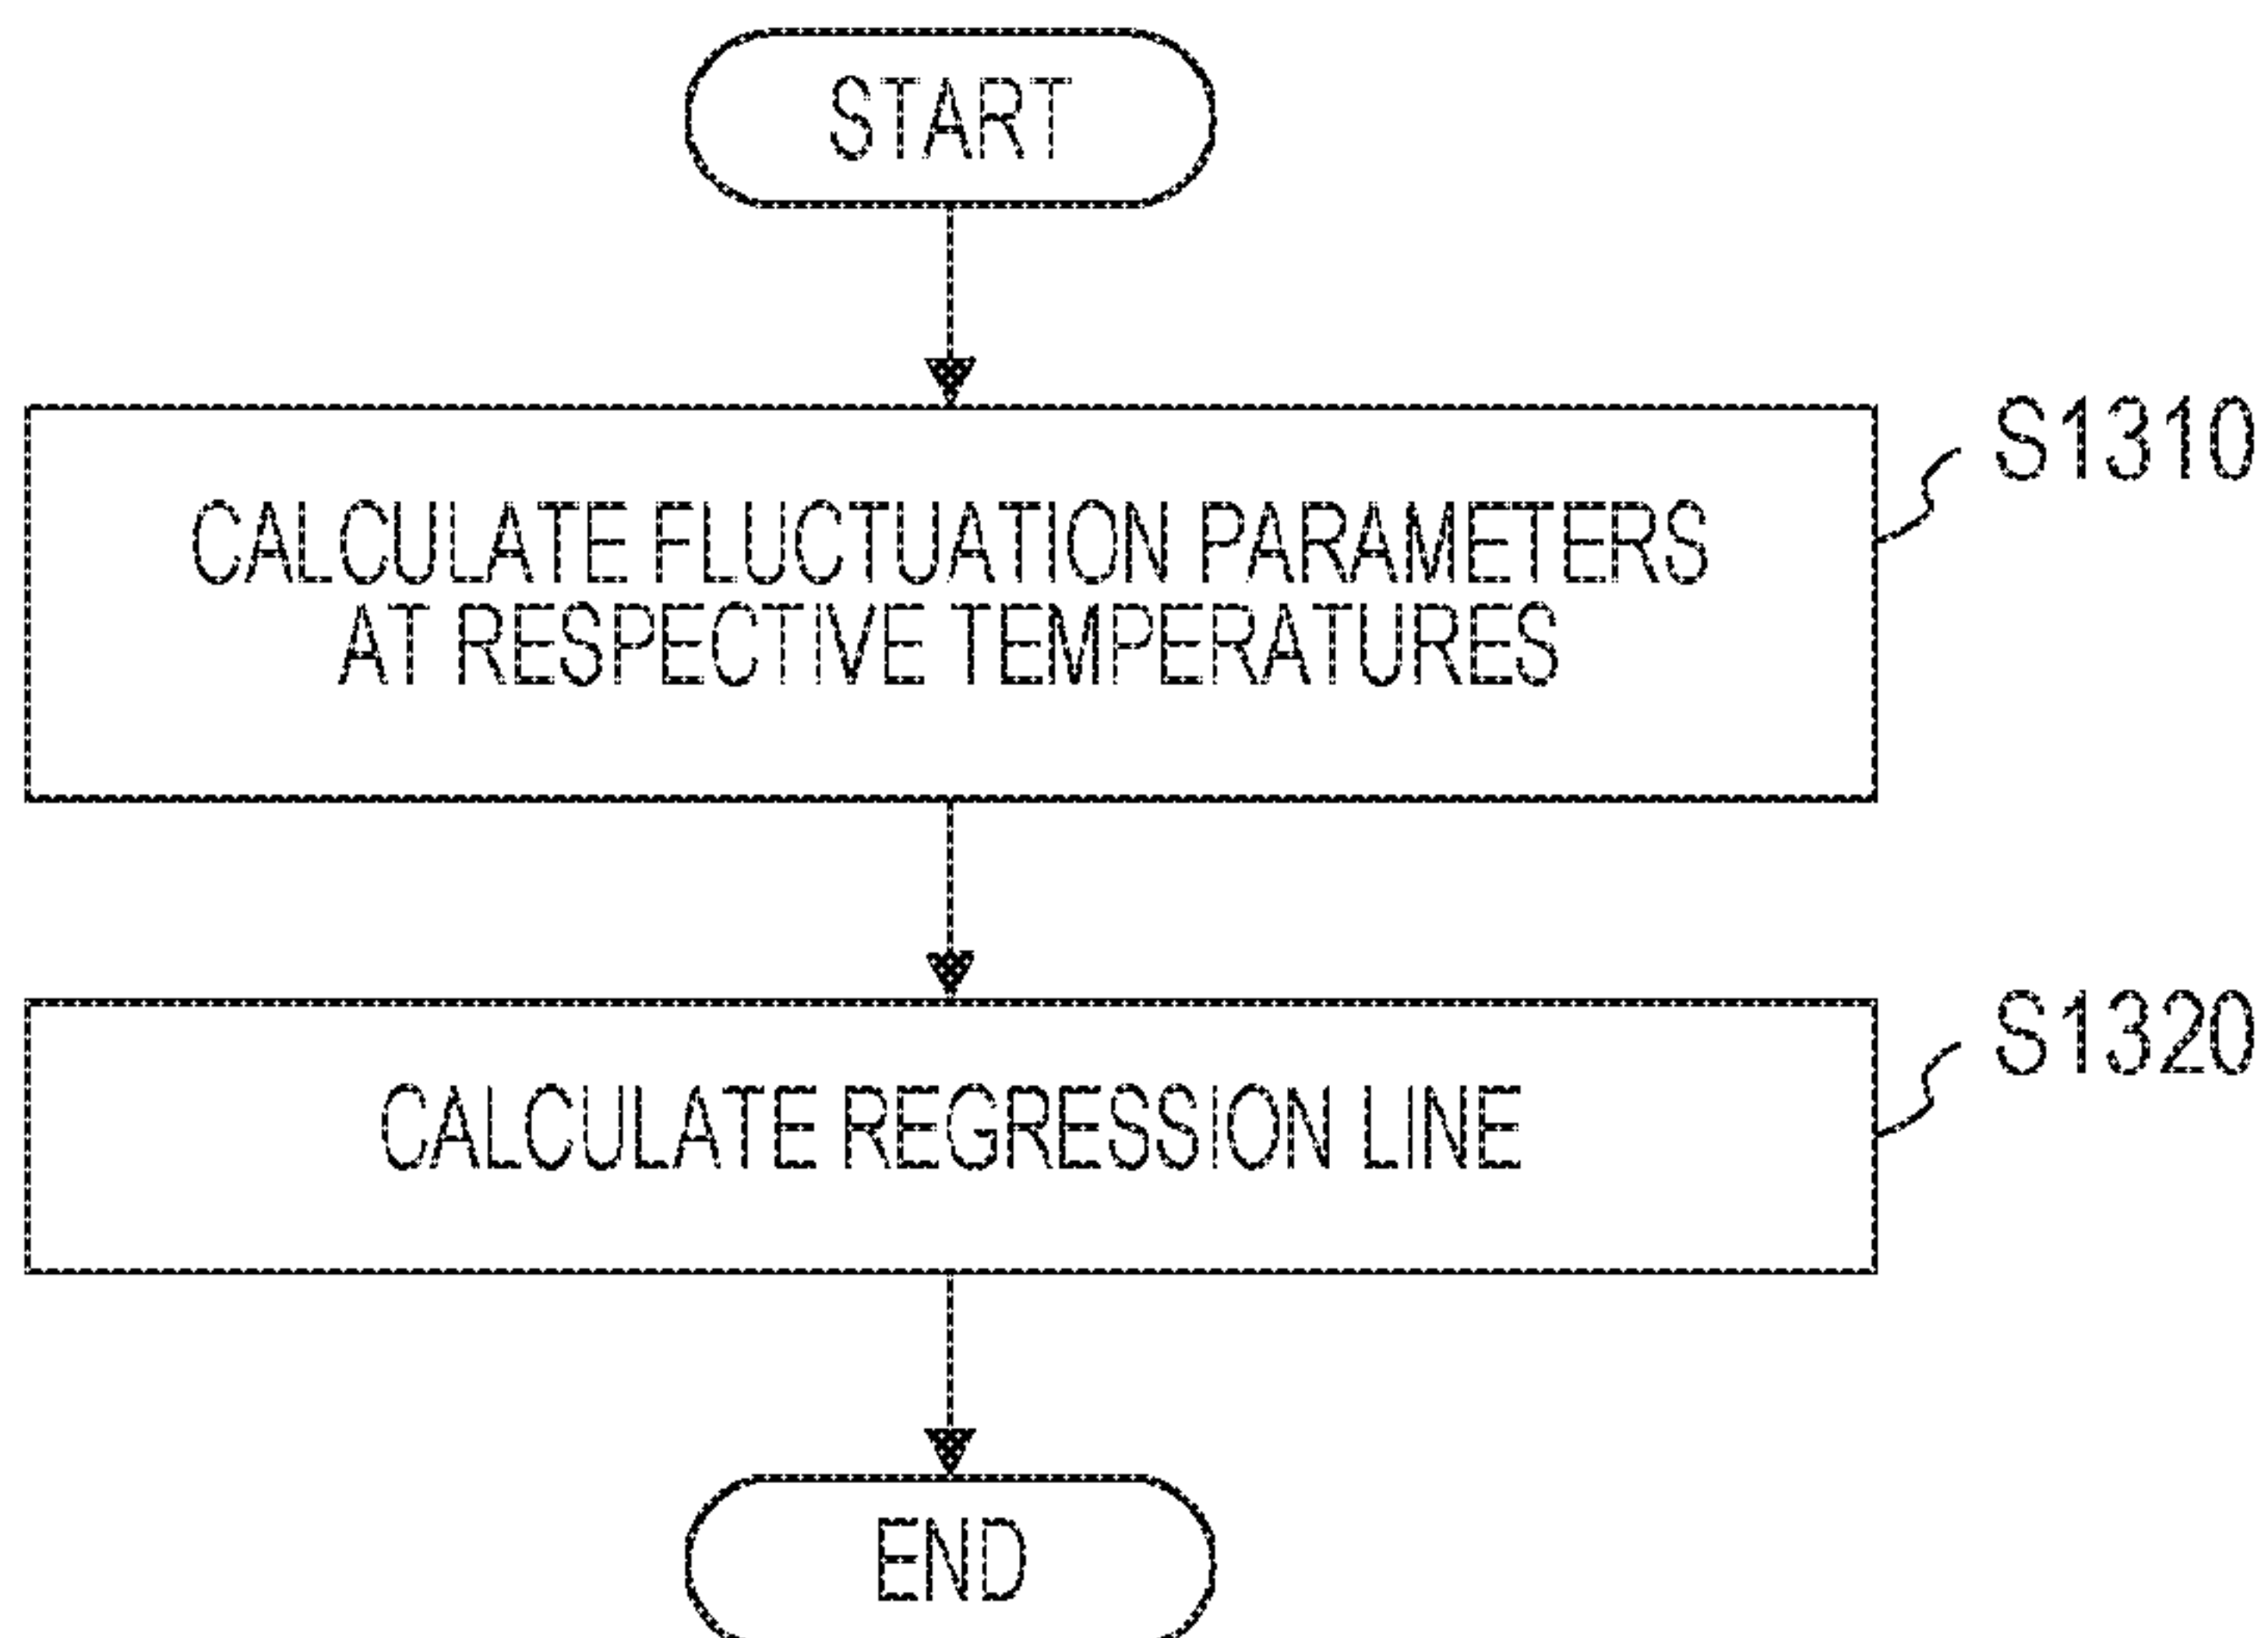 START
S1310
CALCULATE FLUCTUATION PARAMETERS
AT RESPECTIVE TEMPERATURES
S1320
CALCULATE REGRESSION LINE
END